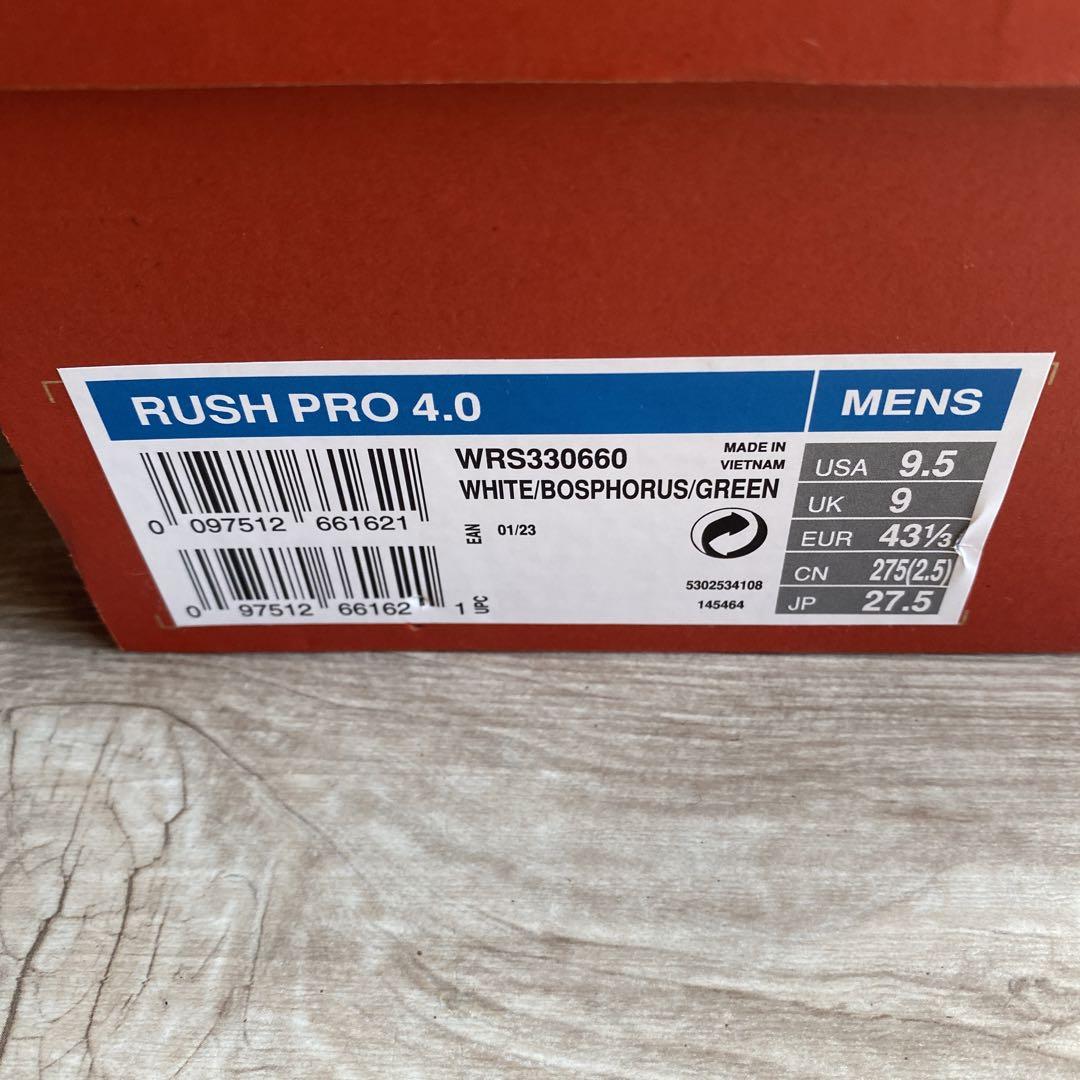 RUSH PRO 4.0
MENS
0 097512 661621
0 97512 66162 1
UPC
WRS330660
MADE IN
VIETNAM
WHITE/BOSPHORUS/GREEN
EAN
01/23
5302534108
145464
USA 9.5
UK 9
EUR 43⅓
CN 275(2.5)
JP 27.5